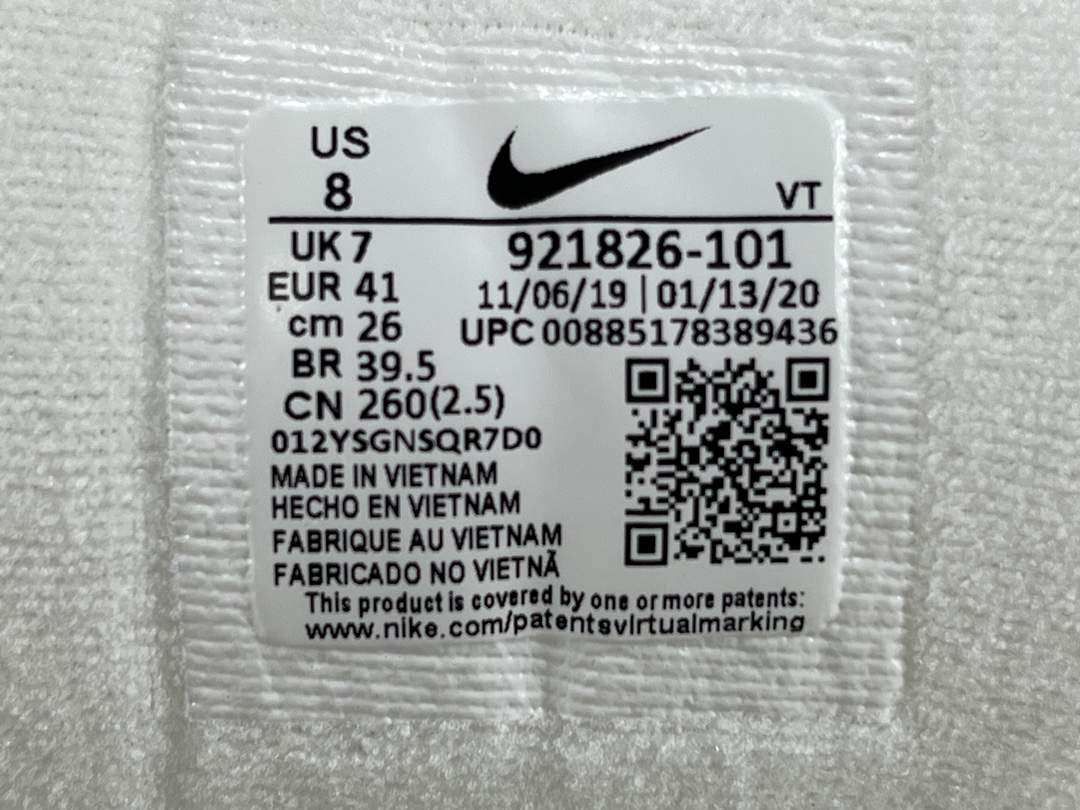 US
8
VT
UK 7
921826-101
EUR 41
11/06/19 | 01/13/20
cm 26
UPC 00885178389436
BR 39.5
CN 260(2.5)
012YSGNSQR7D0
MADE IN VIETNAM
HECHO EN VIETNAM
FABRIQUE AU VIETNAM
FABRICADO NO VIETNÃ
This product is covered by one or more patents:
www.nike.com/patentsvirtualmarking